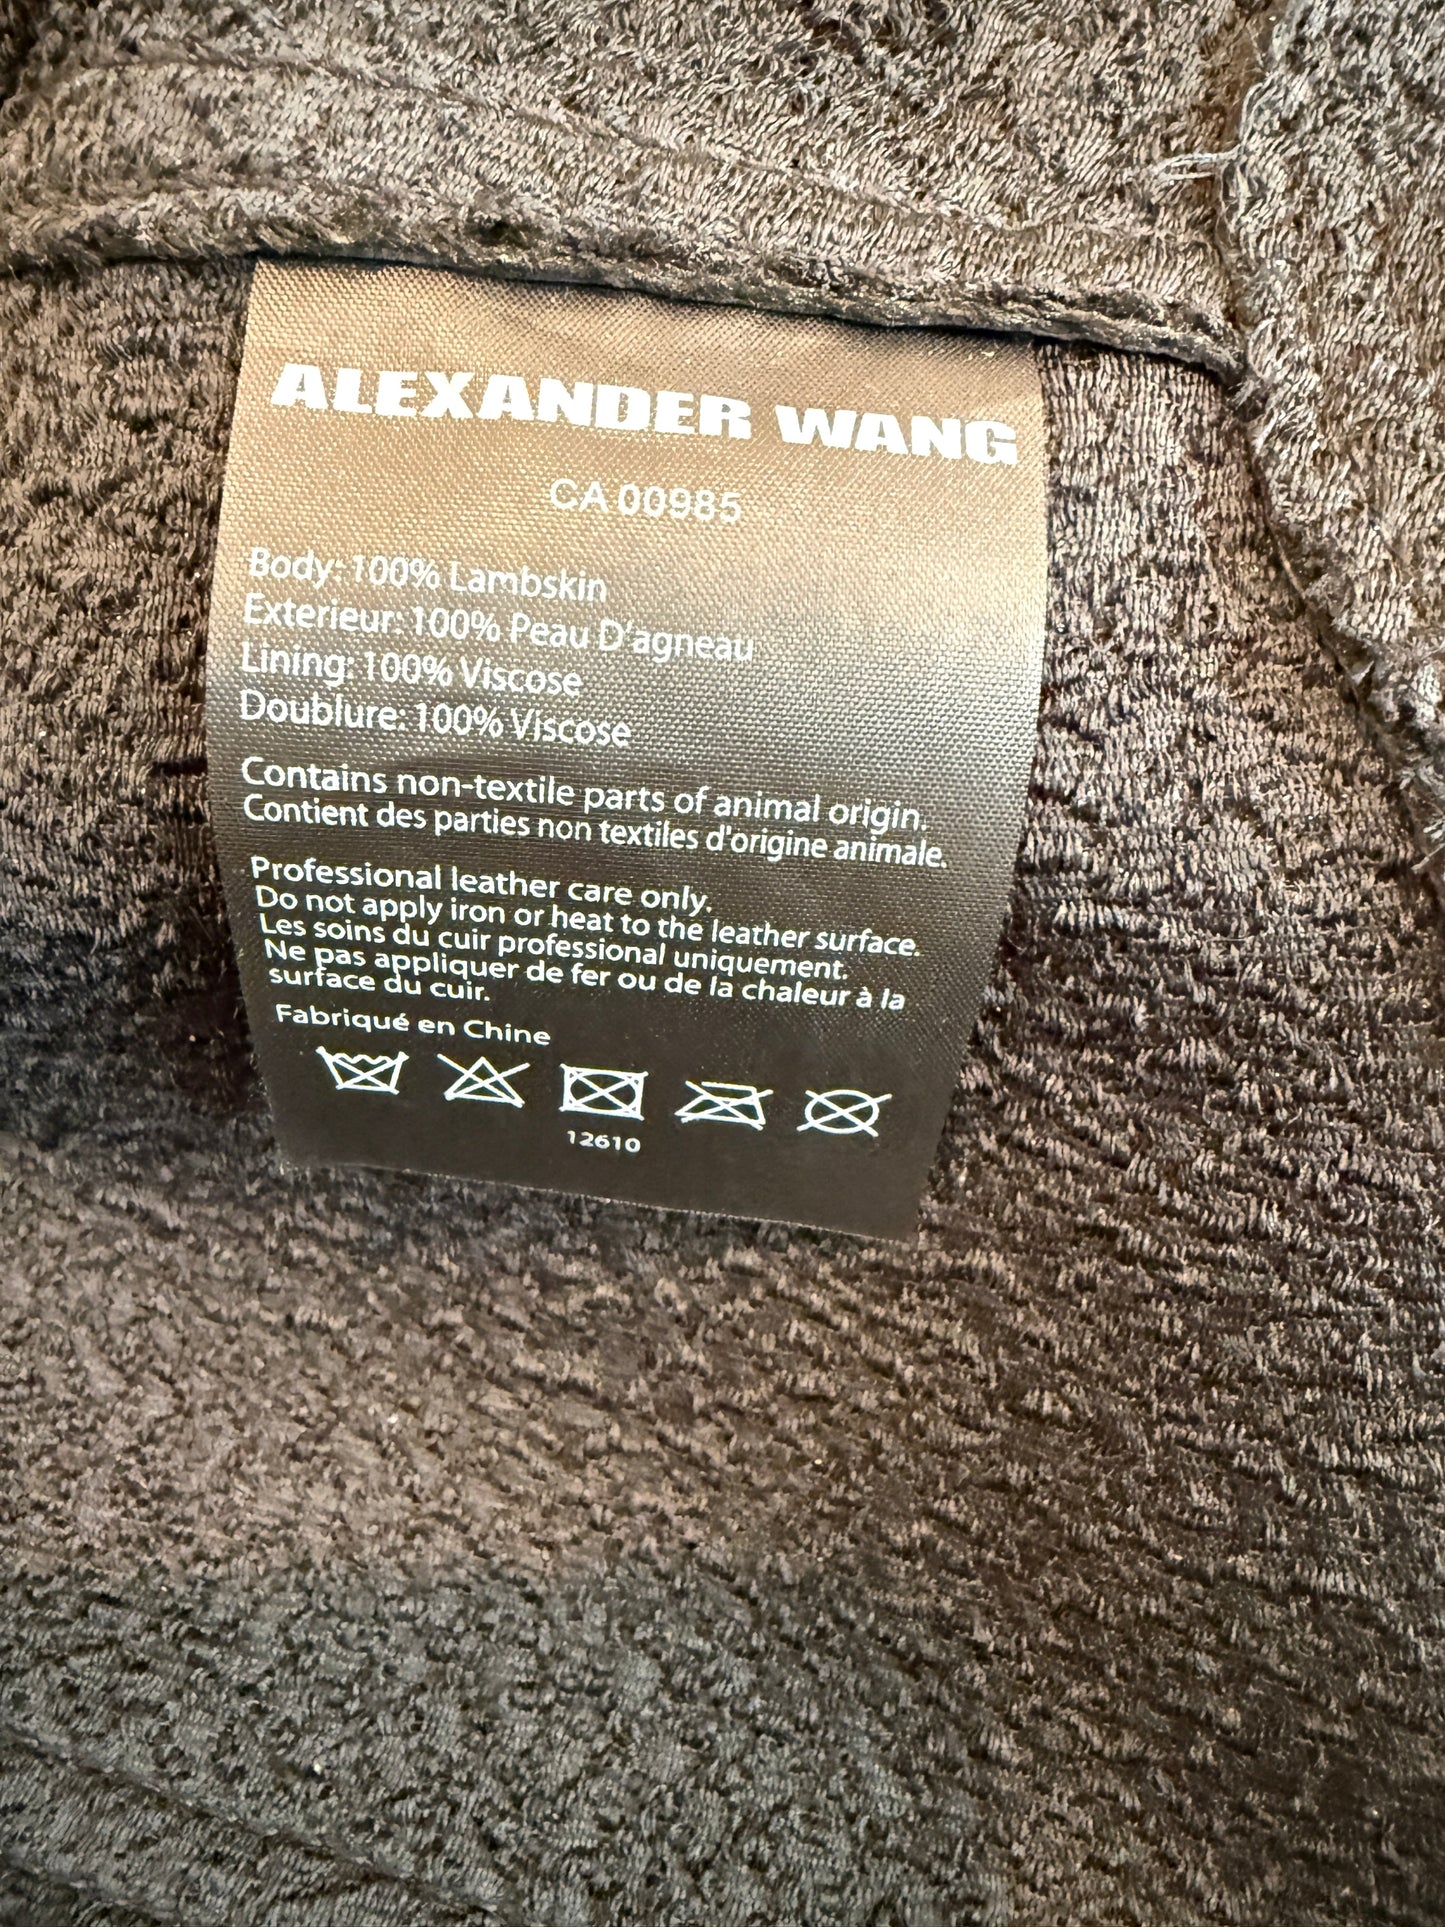 ALEXANDER WANG
CA 00985
Body: 100% Lambskin
Exterieur: 100% Peau D'agneau
Lining: 100% Viscose
Doublure: 100% Viscose
Contains non-textile parts of animal origin.
Contient des parties non textiles d'origine animale.
Professional leather care only.
Do not apply iron or heat to the leather surface.
Les soins du cuir professional uniquement.
Ne pas appliquer de fer ou de la chaleur à la
surface du cuir.
Fabriqué en Chine
12610